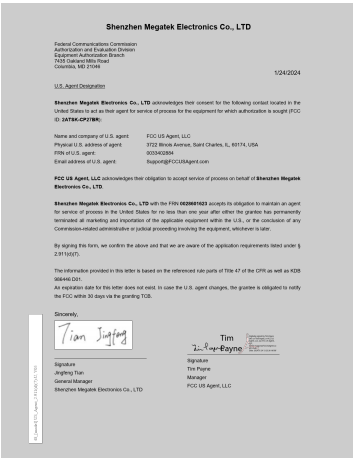 Shenzhen Megatek Electronics Co., LTD
Federal Communications Commission
Authorization and Evaluation Division
Equipment Authorization Branch
7435 Oakland Mills Road
Columbia, MD 21046
1/24/2024
U.S. Agent Designation
Shenzhen Megatek Electronics Co., LTD acknowledges their consent for the following contact located in the
United States to act as their agent for service of process for the equipment for which authorization is sought (FCC
ID: 2ATSK-CP27BR):
Name and company of U.S. agent: FCC US Agent, LLC
Physical U.S. address of agent: 3722 Illinois Avenue, Saint Charles, IL, 60174, USA
FRN of U.S. agent: 0033402884
Email address of U.S. agent: Support@FCCUSAgent.com
FCC US Agent, LLC acknowledges their obligation to accept service of process on behalf of Shenzhen Megatek
Electronics Co., LTD.
Shenzhen Megatek Electronics Co., LTD with the FRN 0028601623 accepts its obligation to maintain an agent
for service of process in the United States for no less than one year after either the grantee has permanently
terminated all marketing and importation of the applicable equipment within the U.S., or the conclusion of any
Commission-related administrative or judicial proceeding involving the equipment, whichever is later.
By signing this form, we confirm the above and that we are aware of the application requirements listed under §
2.911(d)(7).
The information provided in this letter is based on the referenced rule parts of Title 47 of the CFR as well as KDB
986446 D01.
An expiration date for this letter does not exist. In case the U.S. agent changes, the grantee is obligated to notify
the FCC within 30 days via the granting TCB.
Sincerely,
Tian Jingfang
Tim
Payne
Signature
Jingfeng Tian
General Manager
Shenzhen Megatek Electronics Co., LTD
Signature
Tim Payne
Manager
FCC US Agent, LLC